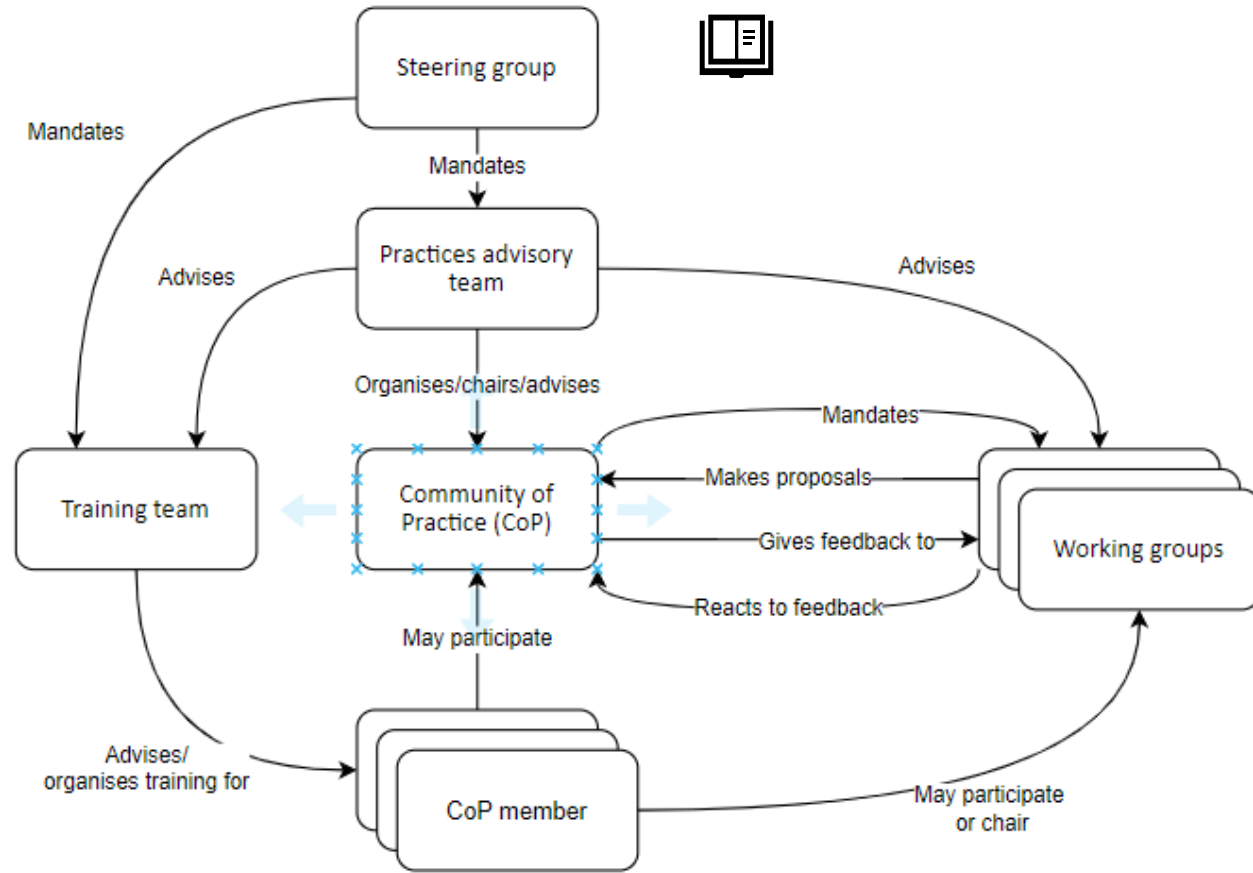 Steering group
Mandates
Mandates
Practices advisory
team
Advises
Advises
Organises/chairs/advises
Mandates
Makes proposals
Training team
Community of
Practice (CoP)
Gives feedback to
Working groups
Reacts to feedback
May participate
Advises/
organises training for
CoP member
May participate
or chair